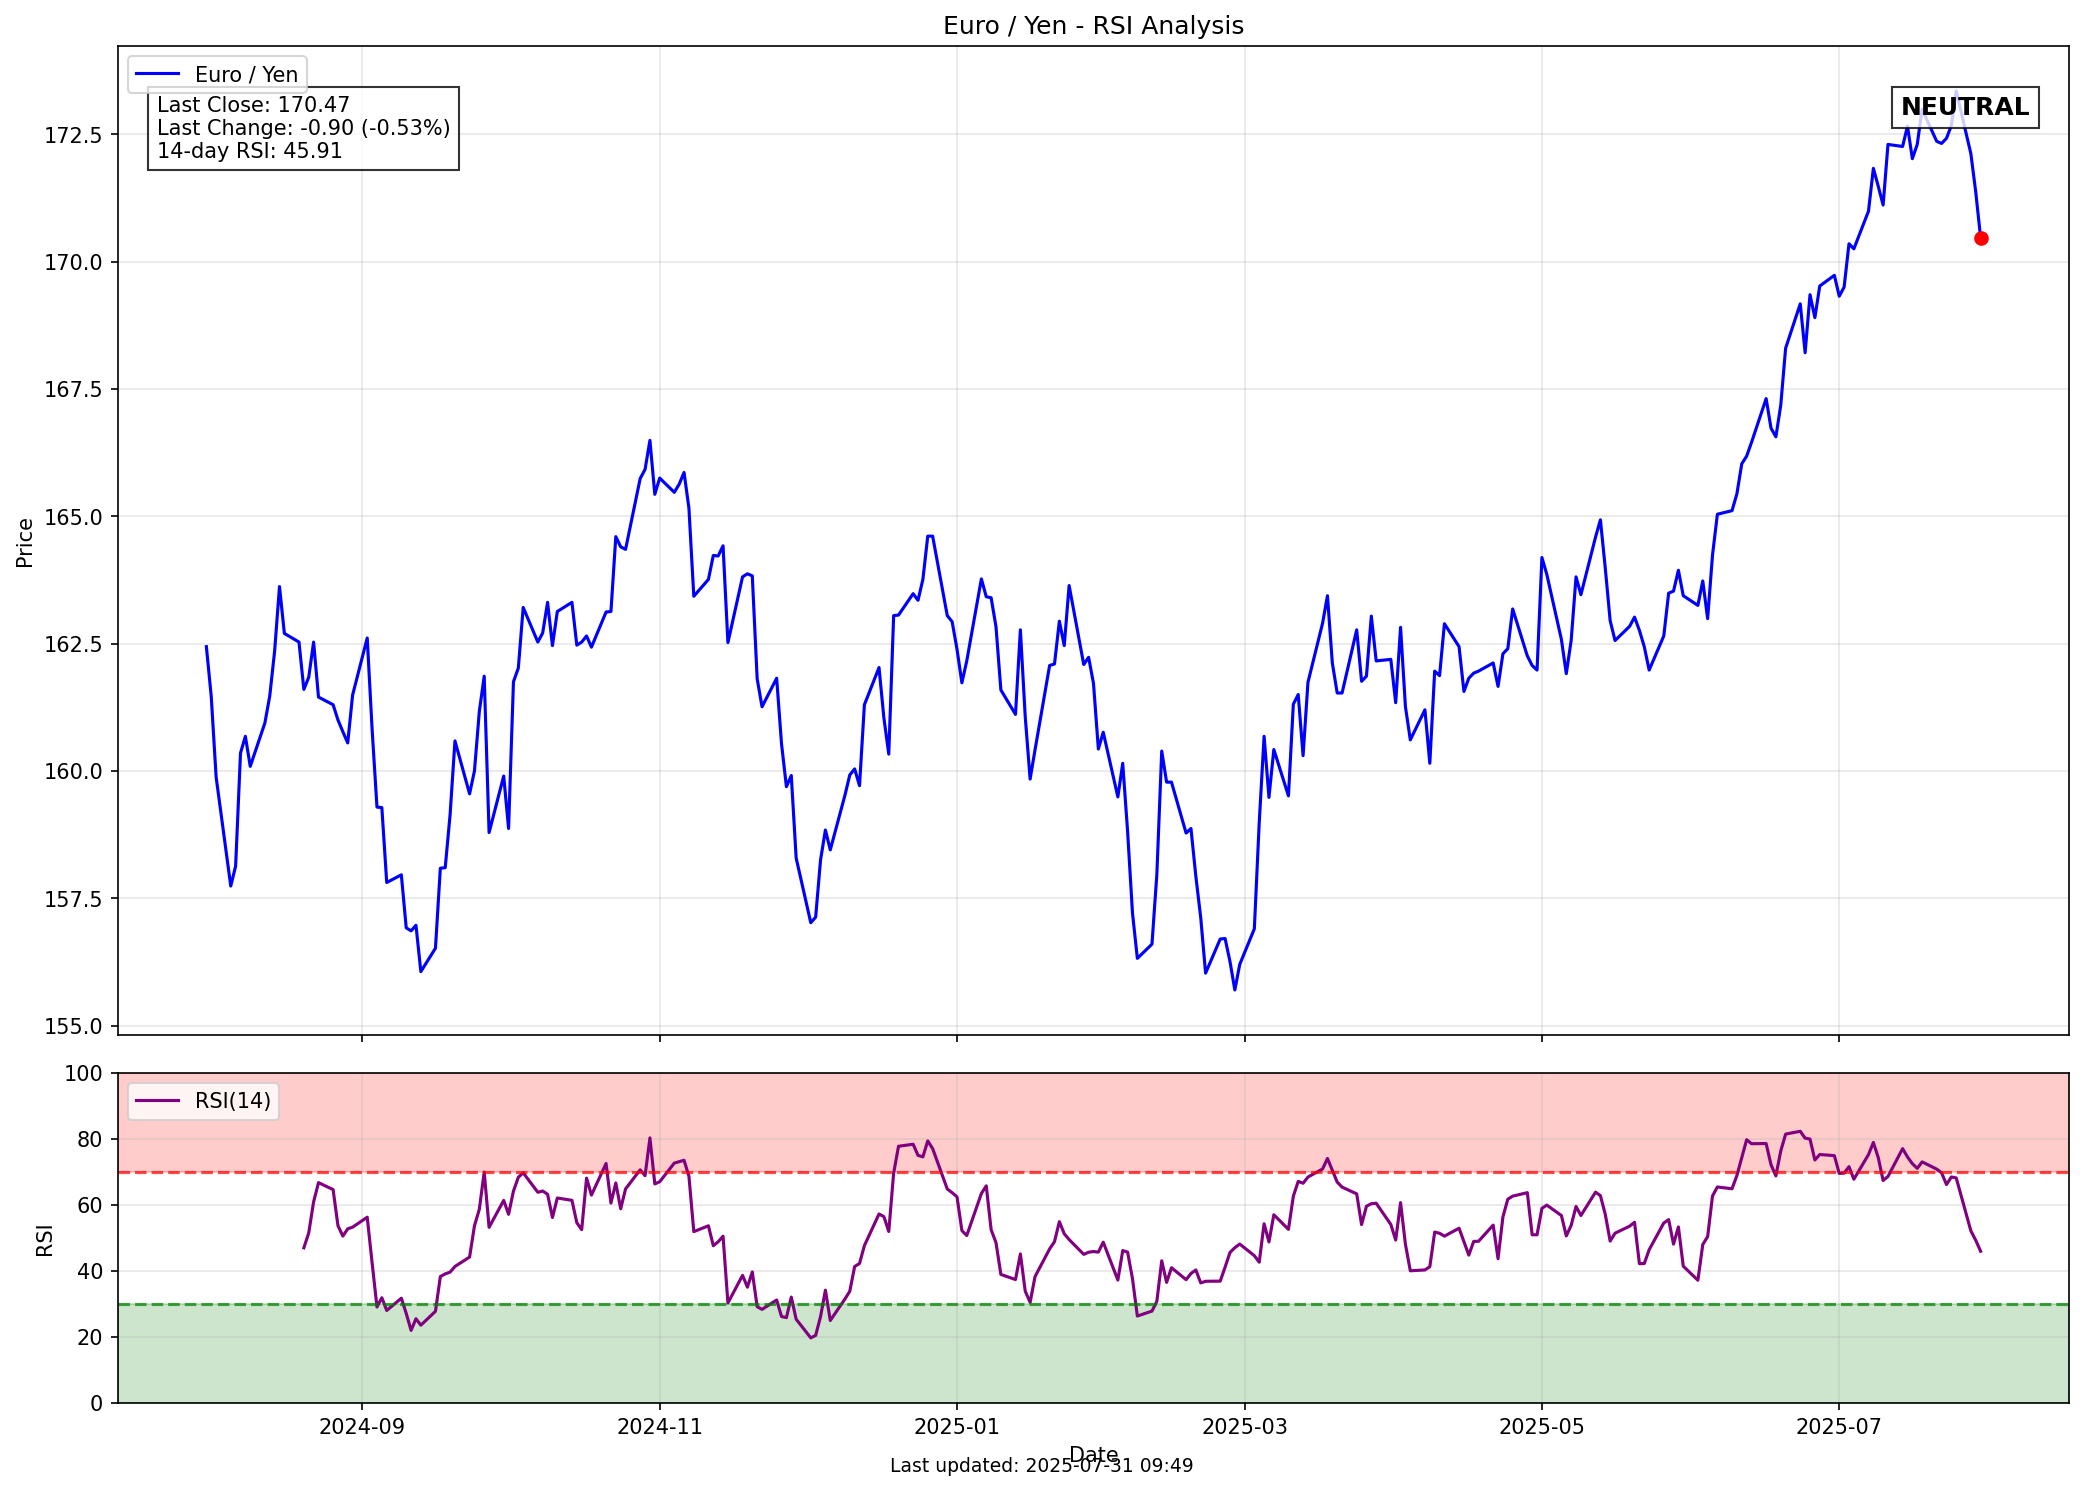 Euro / Yen - RSI Analysis
Euro / Yen
Last Close: 170.47
Last Change: -0.90 (-0.53%)
14-day RSI: 45.91
NEUTRAL
Price
172.5
170.0
167.5
165.0
162.5
160.0
157.5
155.0
RSI(14)
RSI
100
80
60
40
20
0
2024-09
2024-11
2025-01
2025-03
2025-05
2025-07
Date
Last updated: 2025-07-31 09:49